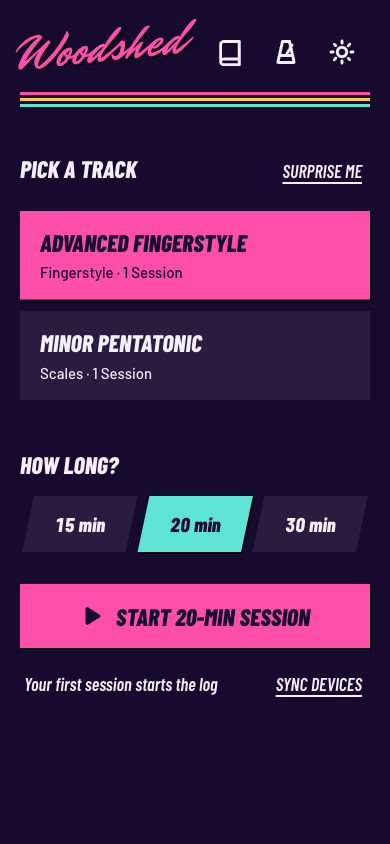 Woodshed
PICK A TRACK
SURPRISE ME
ADVANCED FINGERSTYLE
Fingerstyle · 1 Session
MINOR PENTATONIC
Scales · 1 Session
HOW LONG?
15 min
20 min
30 min
START 20-MIN SESSION
Your first session starts the log
SYNC DEVICES